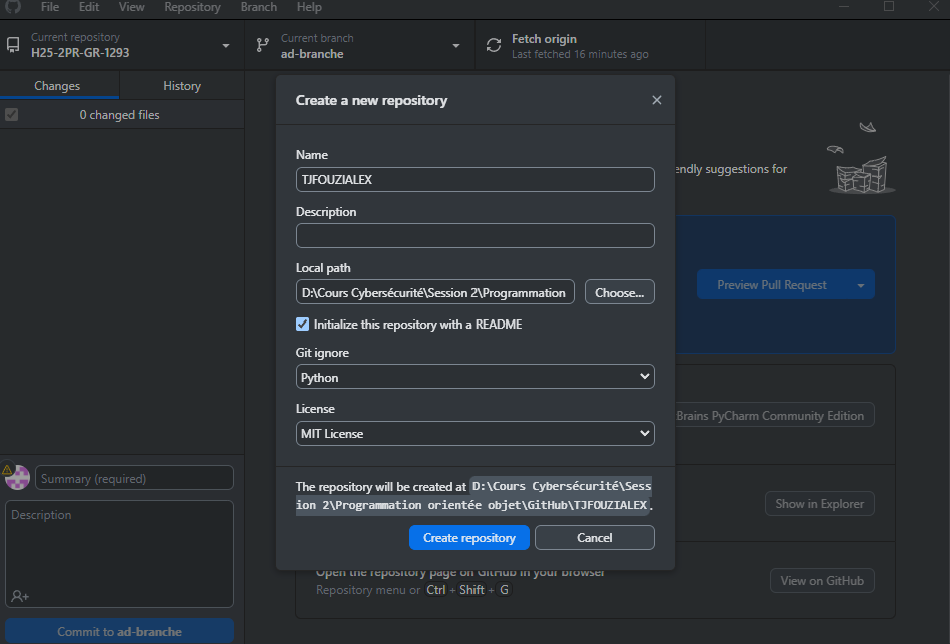 File Edit View Repository Branch Help
Current repository
H25-2PR-GR-1293
Current branch
ad-branche
Fetch origin
Last fetched 16 minutes ago
Changes History
0 changed files
Create a new repository
Name
TJFOUZIALEX
Description
Local path
D:\Cours Cybersécurité\Session 2\Programmation
Choose...
Initialize this repository with a README
Git ignore
Python
License
MIT License
The repository will be created at D:\Cours Cybersécurité\Sess
ion 2\Programmation orientée objet\GitHub\TJFOUZIALEX.
Create repository
Cancel
endly suggestions for
Preview Pull Request
Brains PyCharm Community Edition
Show in Explorer
Open the repository page on GitHub in your browser
Repository menu or Ctrl + Shift + G
View on GitHub
Summary (required)
Description
Commit to ad-branche